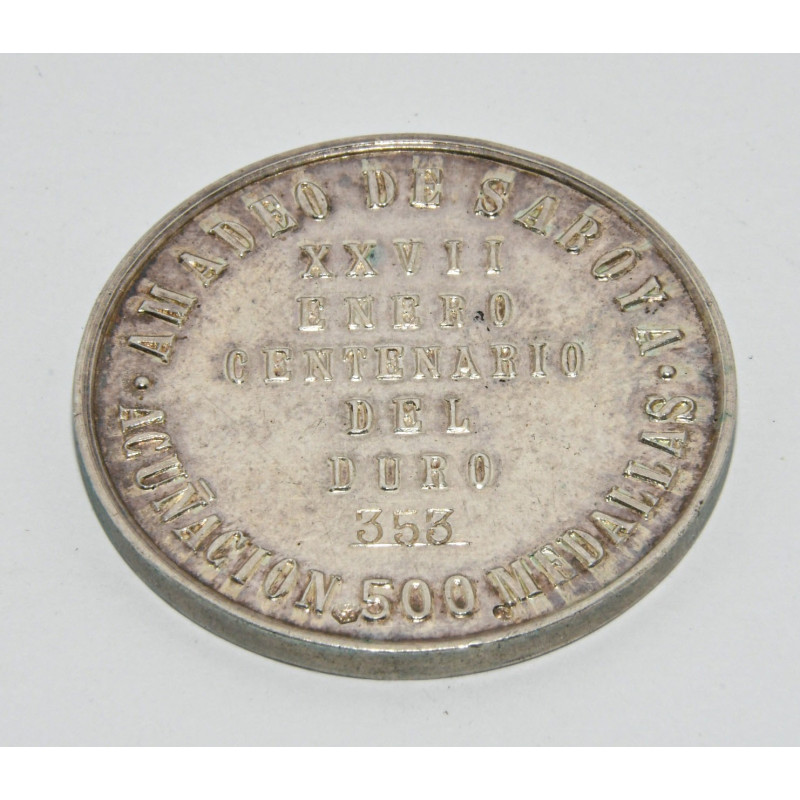 · AMADEO DE SABOYA ·
XXVII
ENERO
CENTENARIO
DEL
DURO
353
ACUÑACION 500 MEDALLAS